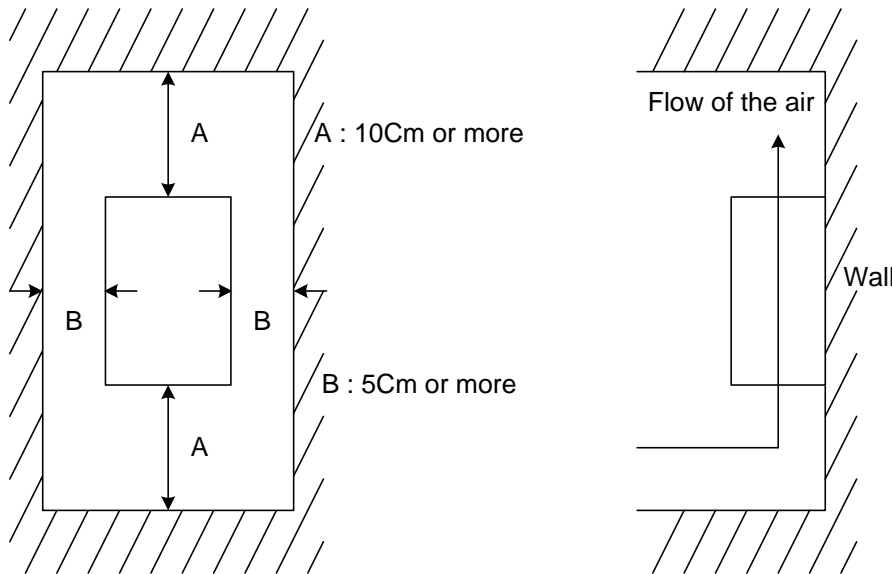 A
A : 10Cm or more
B
B
B : 5Cm or more
A
Flow of the air
Wall